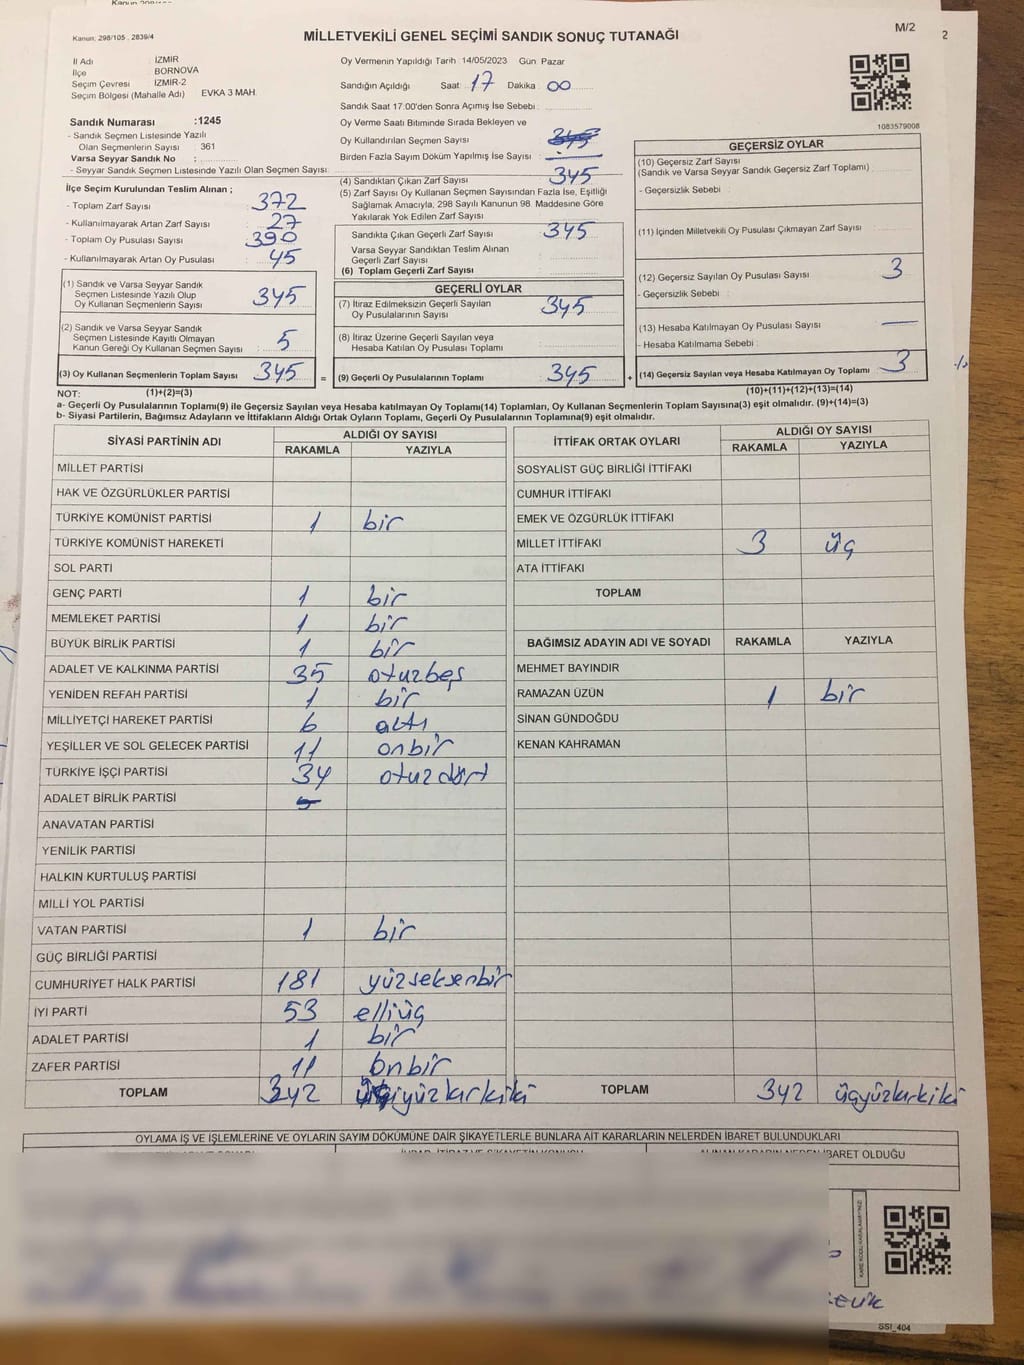 Kanun: 298/105 , 2839/4
MİLLETVEKİLİ GENEL SEÇİMİ SANDIK SONUÇ TUTANAĞI
M/2
2
İl Adı : İZMİR
İlçe BORNOVA
Seçim Çevresi : İZMİR-2
Seçim Bölgesi (Mahalle Adı) EVKA 3 MAH.
Oy Vermenin Yapıldığı Tarih 14/05/2023 Gün Pazar
Sandığın Açıldığı Saat : 17 Dakika : 00
Sandık Saat 17:00'den Sonra Açımış İse Sebebi :
Sandık Numarası :1245
- Sandık Seçmen Listesinde Yazılı
Olan Seçmenlerin Sayısı 361
Varsa Seyyar Sandık No :
- Seyyar Sandık Seçmen Listesinde Yazılı Olan Seçmen Sayısı:
Oy Verme Saati Bitiminde Sırada Bekleyen ve
Oy Kullandırılan Seçmen Sayısı
Birden Fazla Sayım Döküm Yapılmış İse Sayısı :
1083579008
İlçe Seçim Kurulundan Teslim Alınan ;
- Toplam Zarf Sayısı : 372
- Kullanılmayarak Artan Zarf Sayısı : 27
- Toplam Oy Pusulası Sayısı : 390
- Kullanılmayarak Artan Oy Pusulası : 45
(4) Sandıktan Çıkan Zarf Sayısı 345
(5) Zarf Sayısı Oy Kullanan Seçmen Sayısından Fazla İse, Eşitliği
Sağlamak Amacıyla, 298 Sayılı Kanunun 98. Maddesine Göre
Yakılarak Yok Edilen Zarf Sayısı
Sandıkta Çıkan Geçerli Zarf Sayısı 345
Varsa Seyyar Sandıktan Teslim Alınan
Geçerli Zarf Sayısı
(6) Toplam Geçerli Zarf Sayısı
GEÇERSİZ OYLAR
(10) Geçersiz Zarf Sayısı
(Sandık ve Varsa Seyyar Sandık Geçersiz Zarf Toplamı)
- Geçersizlik Sebebi :
(11) İçinden Milletvekili Oy Pusulası Çıkmayan Zarf Sayısı
(12) Geçersiz Sayılan Oy Pusulası Sayısı 3
- Geçersizlik Sebebi :
(13) Hesaba Katılmayan Oy Pusulası Sayısı —
- Hesaba Katılmama Sebebi :
(14) Geçersiz Sayılan veya Hesaba Katılmayan Oy Toplamı 3
(1) Sandık ve Varsa Seyyar Sandık
Seçmen Listesinde Yazılı Olup
Oy Kullanan Seçmenlerin Sayısı 345
(2) Sandık ve Varsa Seyyar Sandık
Seçmen Listesinde Kayıtlı Olmayan
Kanun Gereği Oy Kullanan Seçmen Sayısı 5
(3) Oy Kullanan Seçmenlerin Toplam Sayısı 345 =
GEÇERLİ OYLAR
(7) İtiraz Edilmeksizin Geçerli Sayılan
Oy Pusulalarının Sayısı 345
(8) İtiraz Üzerine Geçerli Sayılan veya
Hesaba Katılan Oy Pusulası Toplamı
(9) Geçerli Oy Pusulalarının Toplamı 345 +
NOT: (1)+(2)=(3) (10)+(11)+(12)+(13)=(14)
a- Geçerli Oy Pusulalarının Toplamı(9) ile Geçersiz Sayılan veya Hesaba katılmayan Oy Toplamı(14) Toplamları, Oy Kullanan Seçmenlerin Toplam Sayısına(3) eşit olmalıdır. (9)+(14)=(3)
b- Siyasi Partilerin, Bağımsız Adayların ve İttifakların Aldığı Ortak Oyların Toplamı, Geçerli Oy Pusulalarının Toplamına(9) eşit olmalıdır.
SİYASİ PARTİNİN ADI ALDIĞI OY SAYISI
RAKAMLA YAZIYLA
MİLLET PARTİSİ
HAK VE ÖZGÜRLÜKLER PARTİSİ
TÜRKİYE KOMÜNİST PARTİSİ 1 bir
TÜRKİYE KOMÜNİST HAREKETİ
SOL PARTİ
GENÇ PARTİ 1 bir
MEMLEKET PARTİSİ 1 bir
BÜYÜK BİRLİK PARTİSİ 1 bir
ADALET VE KALKINMA PARTİSİ 35 otuzbeş
YENİDEN REFAH PARTİSİ 1 bir
MİLLİYETÇİ HAREKET PARTİSİ 6 altı
YEŞİLLER VE SOL GELECEK PARTİSİ 11 onbir
TÜRKİYE İŞÇİ PARTİSİ 34 otuzdört
ADALET BİRLİK PARTİSİ
ANAVATAN PARTİSİ
YENİLİK PARTİSİ
HALKIN KURTULUŞ PARTİSİ
MİLLİ YOL PARTİSİ
VATAN PARTİSİ 1 bir
GÜÇ BİRLİĞİ PARTİSİ
CUMHURİYET HALK PARTİSİ 181 yüzseksenbir
İYİ PARTİ 53 elliüç
ADALET PARTİSİ 1 bir
ZAFER PARTİSİ 11 onbir
TOPLAM 342 üçyüzkırkiki
İTTİFAK ORTAK OYLARI ALDIĞI OY SAYISI
RAKAMLA YAZIYLA
SOSYALİST GÜÇ BİRLİĞİ İTTİFAKI
CUMHUR İTTİFAKI
EMEK VE ÖZGÜRLÜK İTTİFAKI
MİLLET İTTİFAKI 3 üç
ATA İTTİFAKI
TOPLAM
BAĞIMSIZ ADAYIN ADI VE SOYADI RAKAMLA YAZIYLA
MEHMET BAYINDIR
RAMAZAN ÜZÜN 1 bir
SİNAN GÜNDOĞDU
KENAN KAHRAMAN
TOPLAM 342 üçyüzkırkiki
OYLAMA İŞ VE İŞLEMLERİNE VE OYLARIN SAYIM DÖKÜMÜNE DAİR ŞİKAYETLERLE BUNLARA AİT KARARLARIN NELERDEN İBARET BULUNDUKLARI
İBARET OLDUĞU
SSİ_404